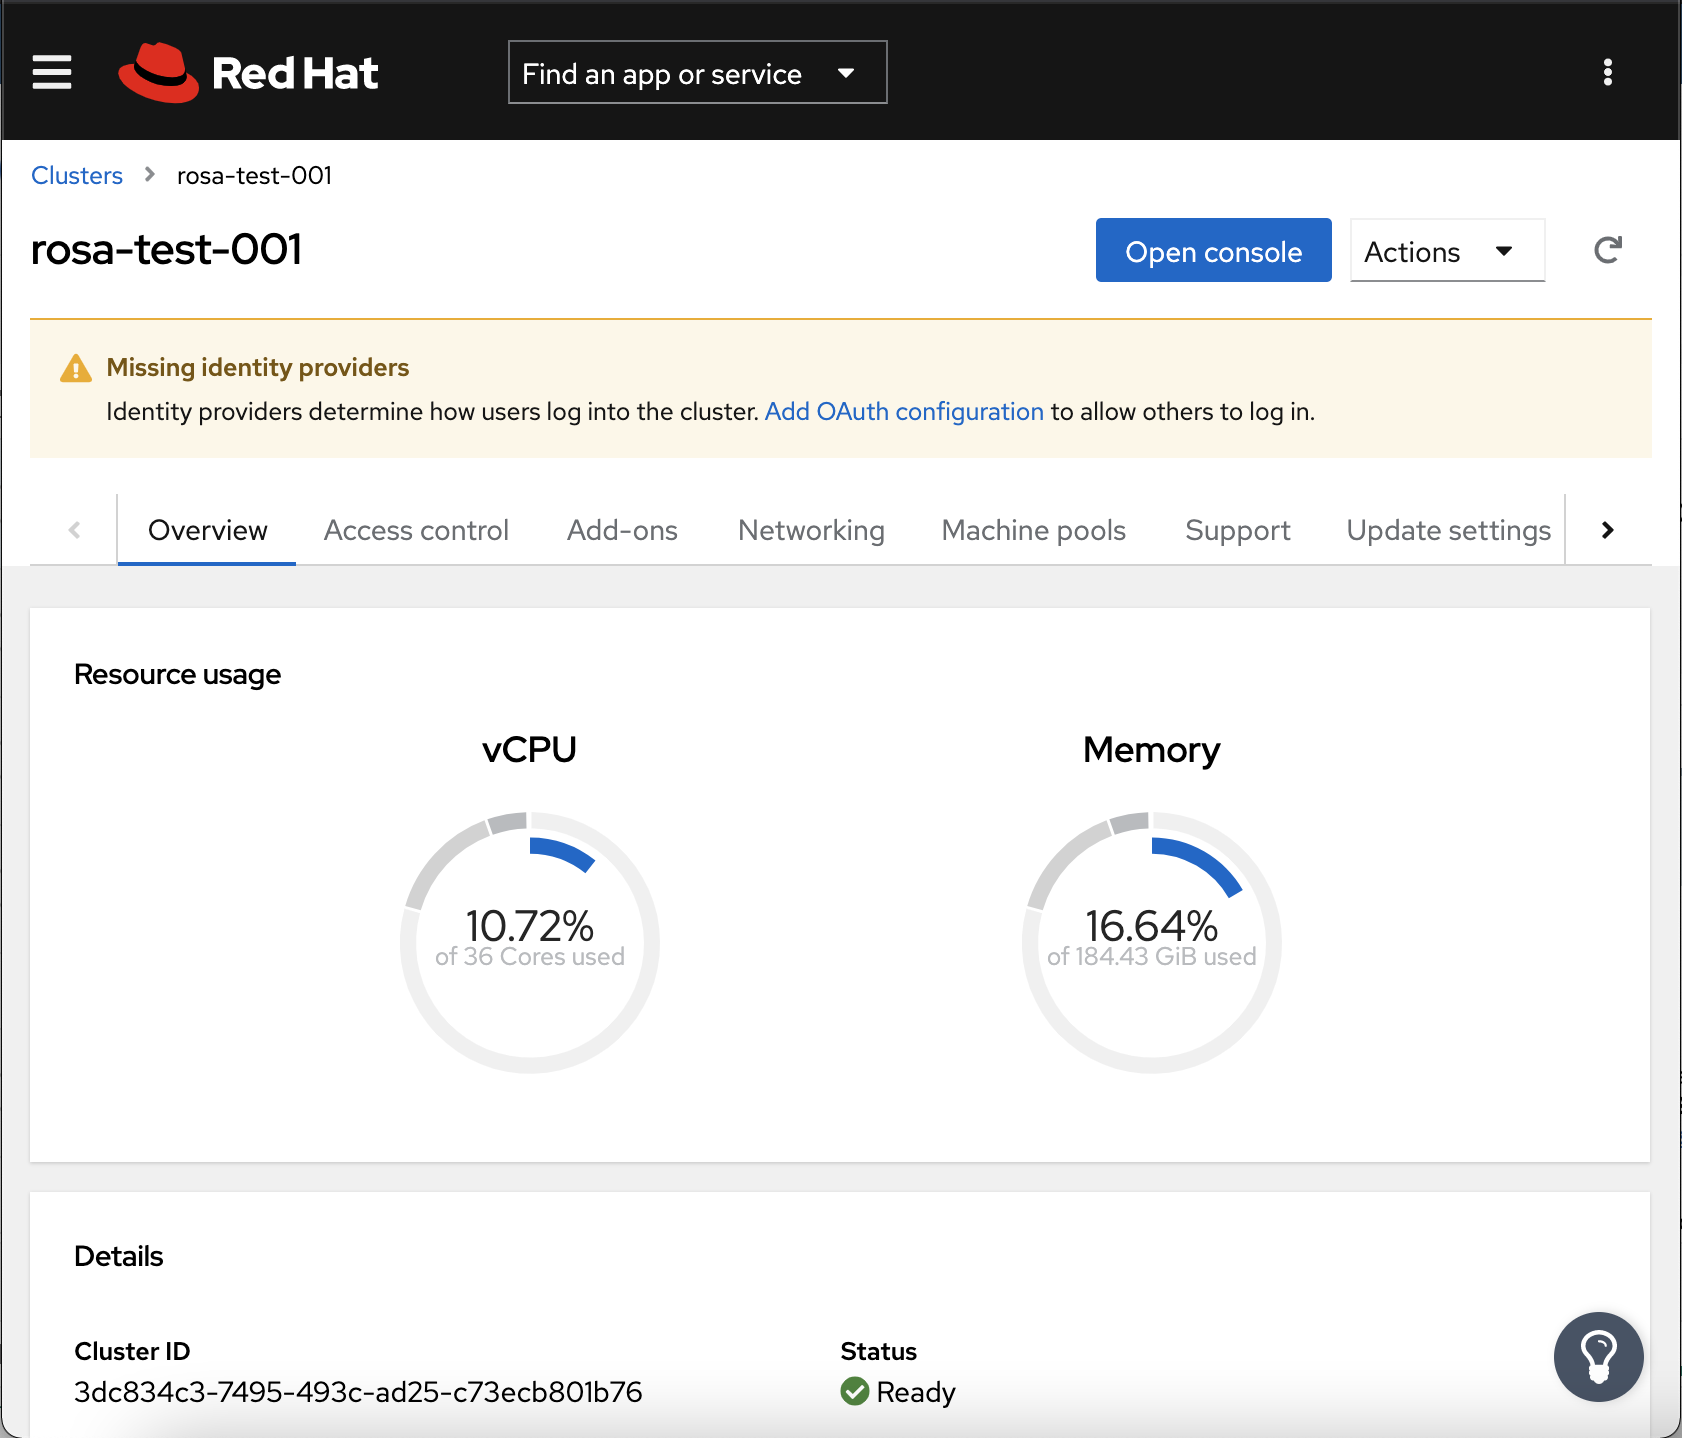 Red Hat
Find an app or service
Clusters > rosa-test-001
rosa-test-001
Open console
Actions
Missing identity providers
Identity providers determine how users log into the cluster. Add OAuth configuration to allow others to log in.
Overview
Access control
Add-ons
Networking
Machine pools
Support
Update settings
Resource usage
vCPU
10.72%
of 36 Cores used
Memory
16.64%
of 184.43 GiB used
Details
Cluster ID
3dc834c3-7495-493c-ad25-c73ecb801b76
Status
Ready